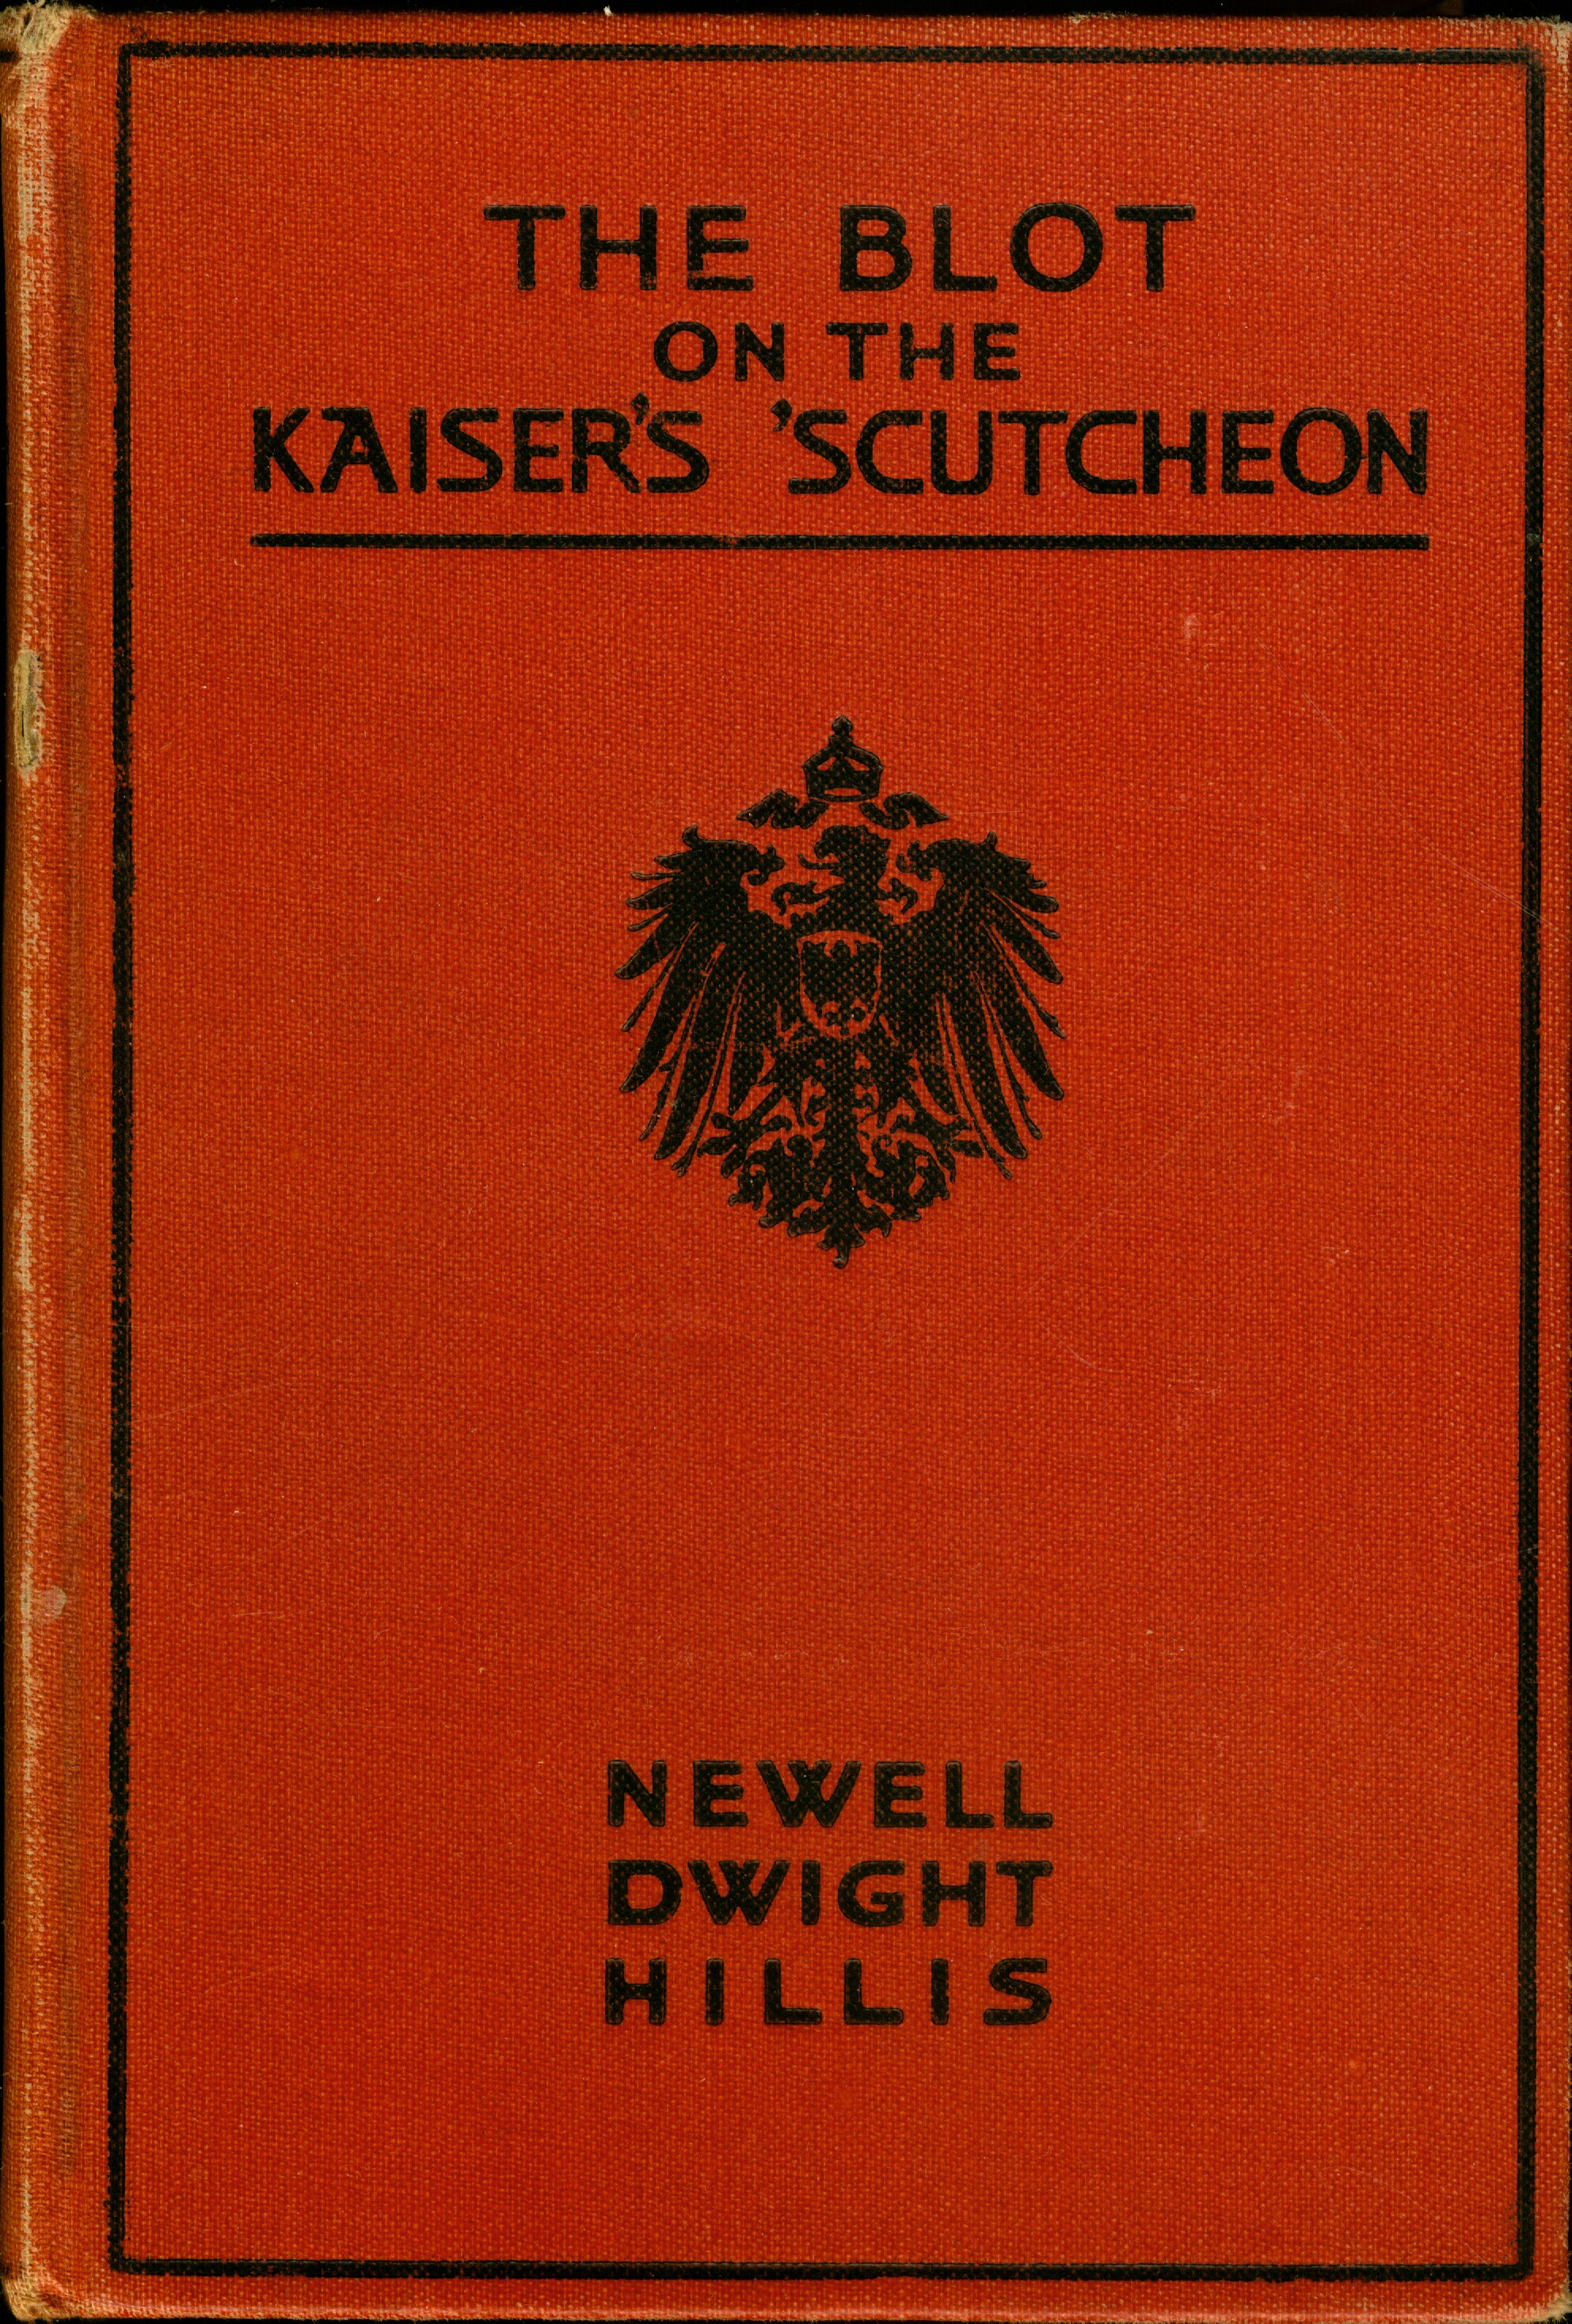 THE BLOT
ON THE
KAISER'S 'SCUTCHEON
NEWELL
DWIGHT
HILLIS